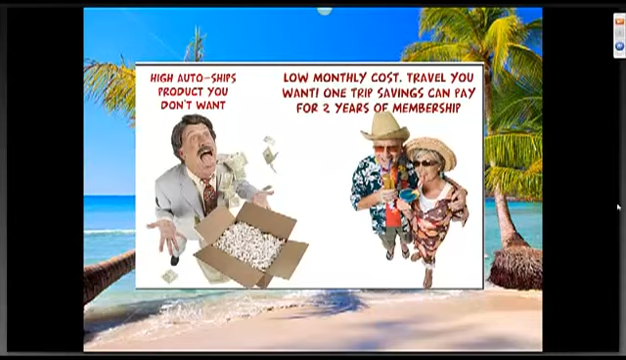 HIGH AUTO-SHIPS
PRODUCT YOU
DON'T WANT
LOW MONTHLY COST. TRAVEL YOU
WANT! ONE TRIP SAVINGS CAN PAY
FOR 2 YEARS OF MEMBERSHIP